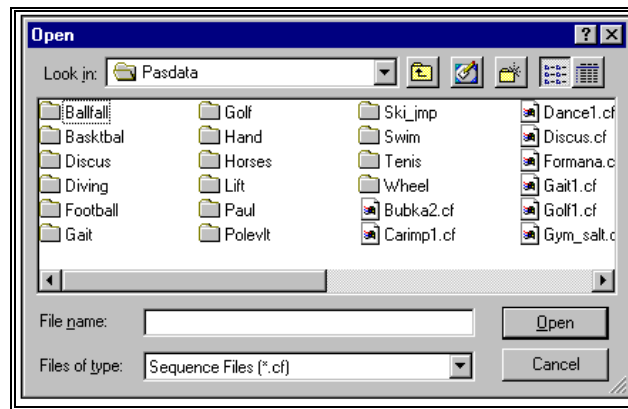 Open
Look in: Pasdata
Ballfall Golf Ski_jmp Dance1.cf
Basktbal Hand Swim Discus.cf
Discus Horses Tenis Formana.c
Diving Lift Wheel Gait1.cf
Football Paul Bubka2.cf Golf1.cf
Gait Polevlt Carimp1.cf Gym_salt.c
File name: Open
Files of type: Sequence Files (*.cf) Cancel